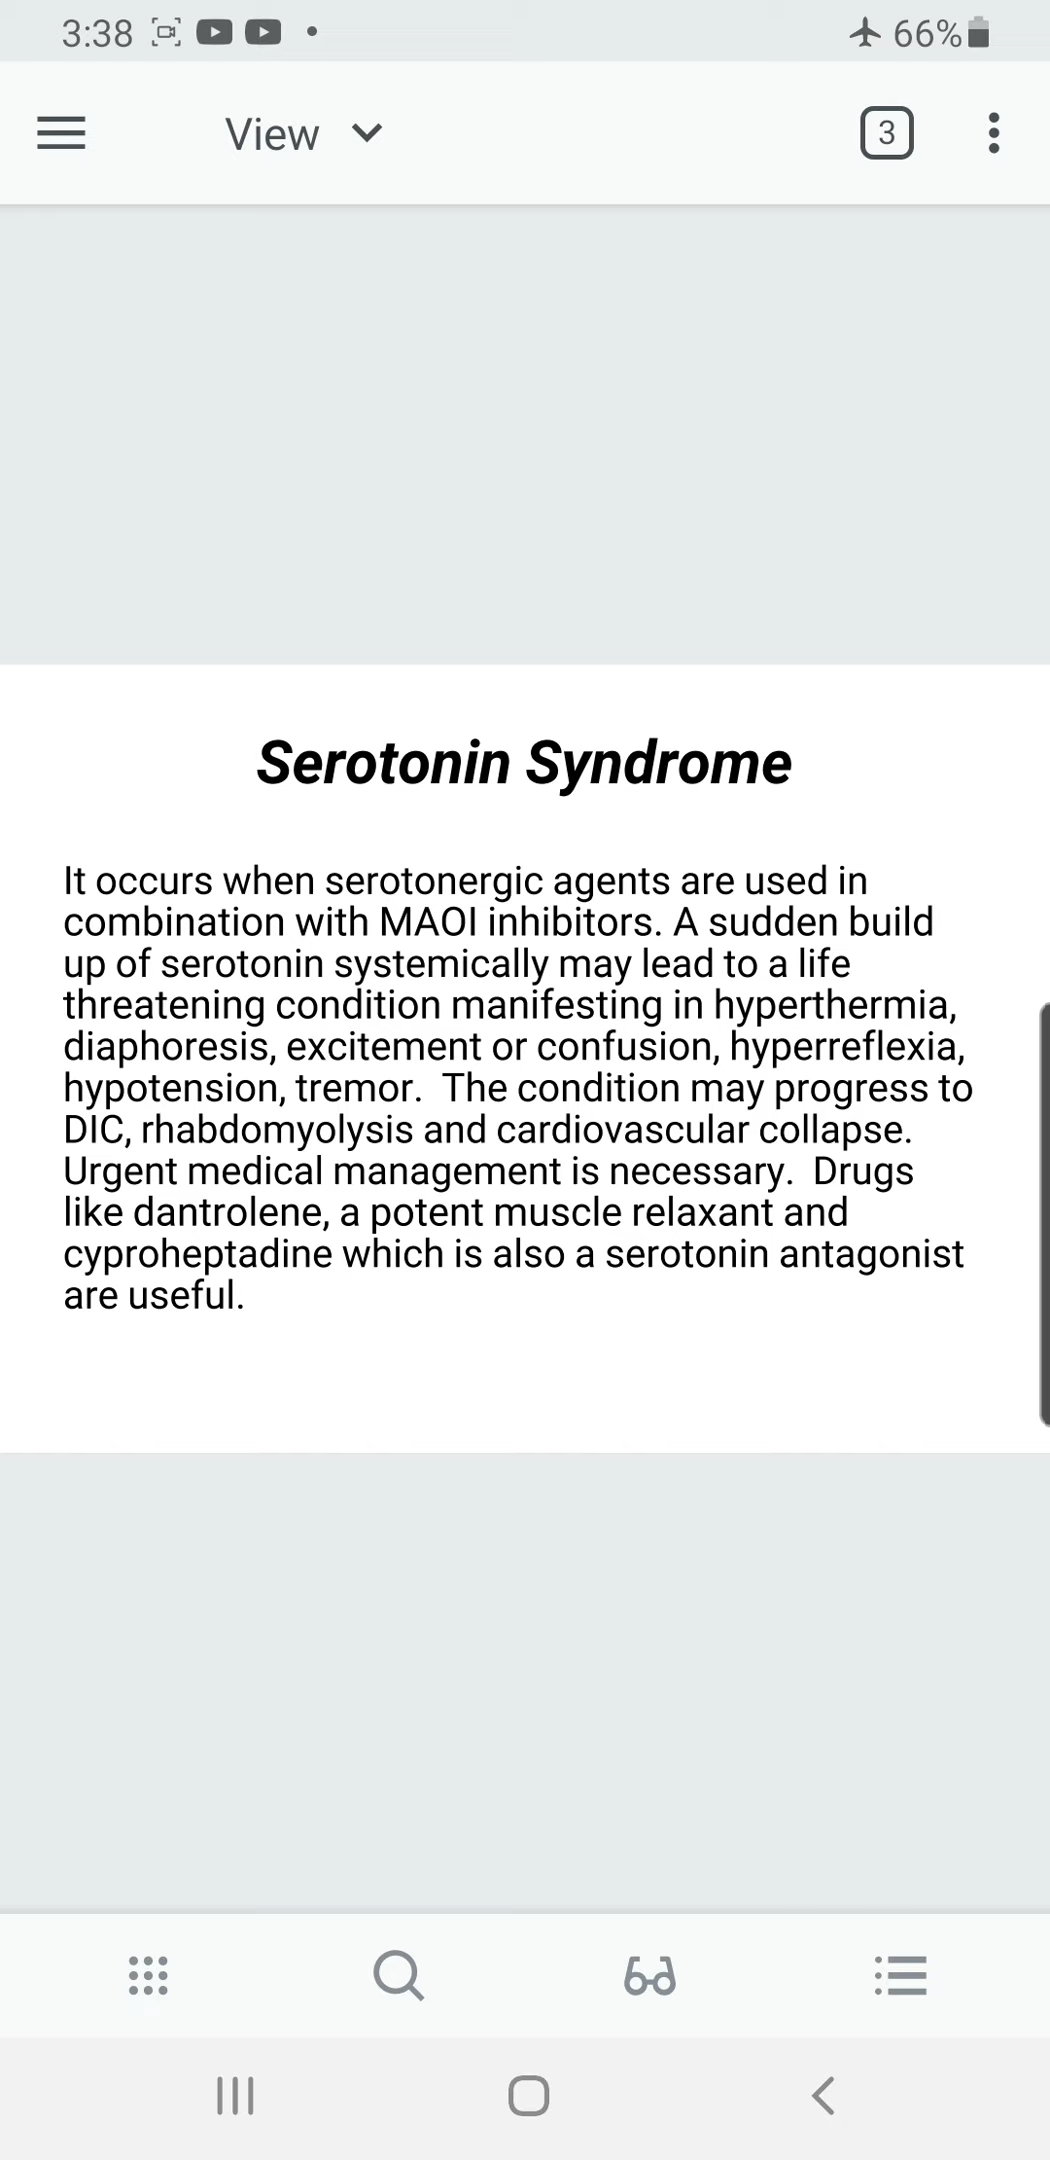 3:38
66%
View
3
Serotonin Syndrome
It occurs when serotonergic agents are used in
combination with MAOI inhibitors. A sudden build
up of serotonin systemically may lead to a life
threatening condition manifesting in hyperthermia,
diaphoresis, excitement or confusion, hyperreflexia,
hypotension, tremor.  The condition may progress to
DIC, rhabdomyolysis and cardiovascular collapse.
Urgent medical management is necessary.  Drugs
like dantrolene, a potent muscle relaxant and
cyproheptadine which is also a serotonin antagonist
are useful.